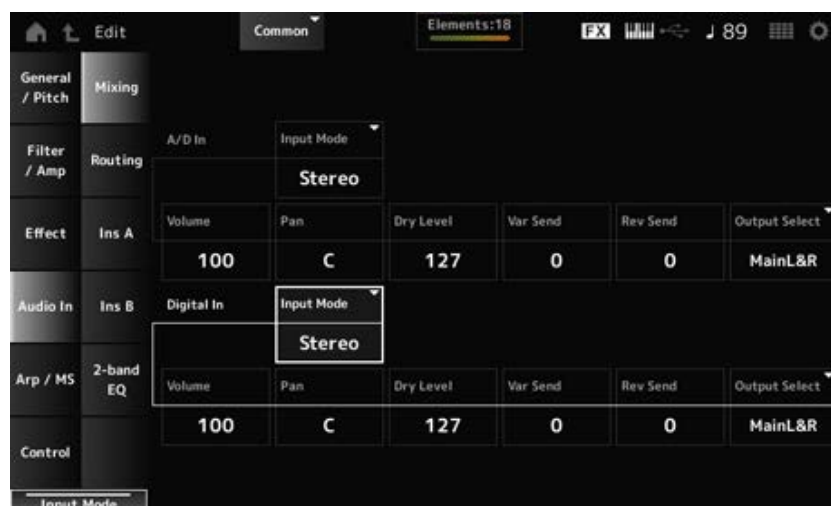 Edit Common Elements:18 FX 89
General / Pitch
Mixing
Filter / Amp
Routing
A/D In Input Mode
Stereo
Effect
Ins A
Volume Pan Dry Level Var Send Rev Send Output Select
100 C 127 0 0 MainL&R
Audio In
Ins B
Digital In Input Mode
Stereo
Arp / MS
2-band EQ
Volume Pan Dry Level Var Send Rev Send Output Select
100 C 127 0 0 MainL&R
Control
Input Mode